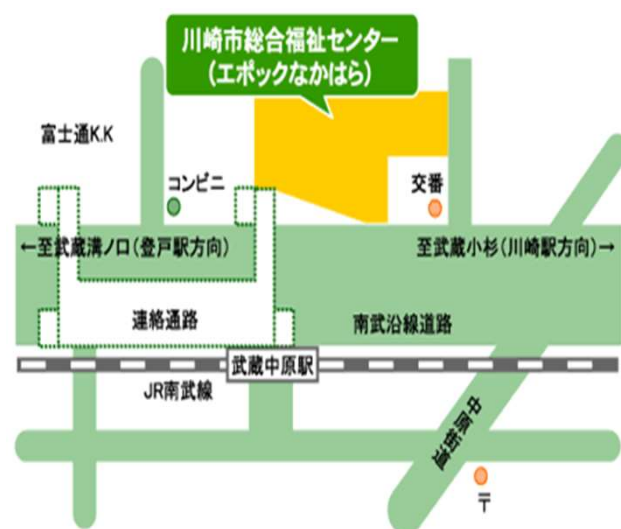 川崎市総合福祉センター
(エポックなかはら)
富士通K.K
コンビニ
交番
←至武蔵溝ノ口(登戸駅方向)
至武蔵小杉(川崎駅方向)→
連絡通路
南武沿線道路
武蔵中原駅
JR南武線
中原街道
〒